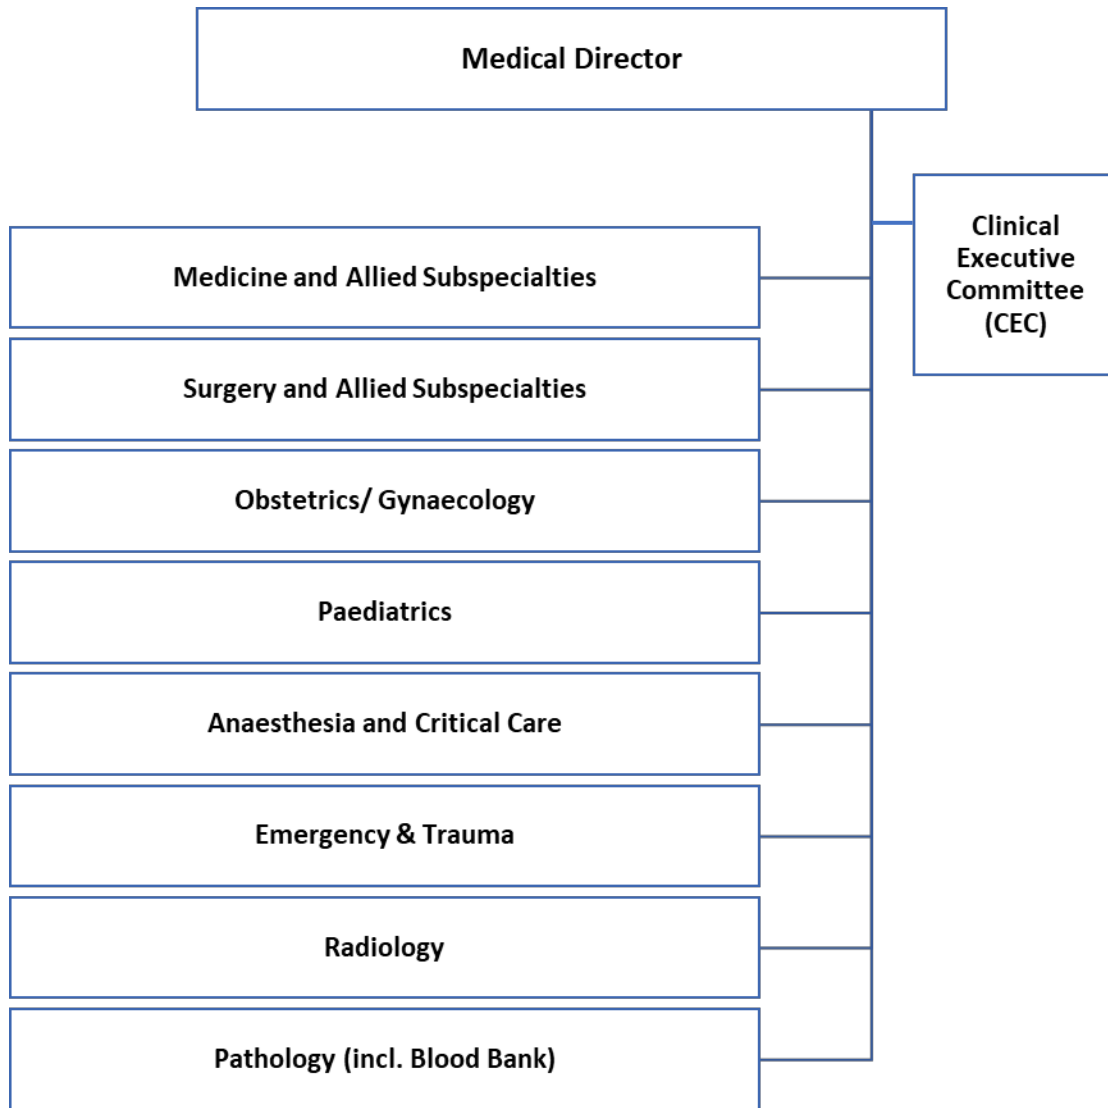 Medical Director
Clinical
Executive
Committee
(CEC)
Medicine and Allied Subspecialties
Surgery and Allied Subspecialties
Obstetrics/ Gynaecology
Paediatrics
Anaesthesia and Critical Care
Emergency & Trauma
Radiology
Pathology (incl. Blood Bank)